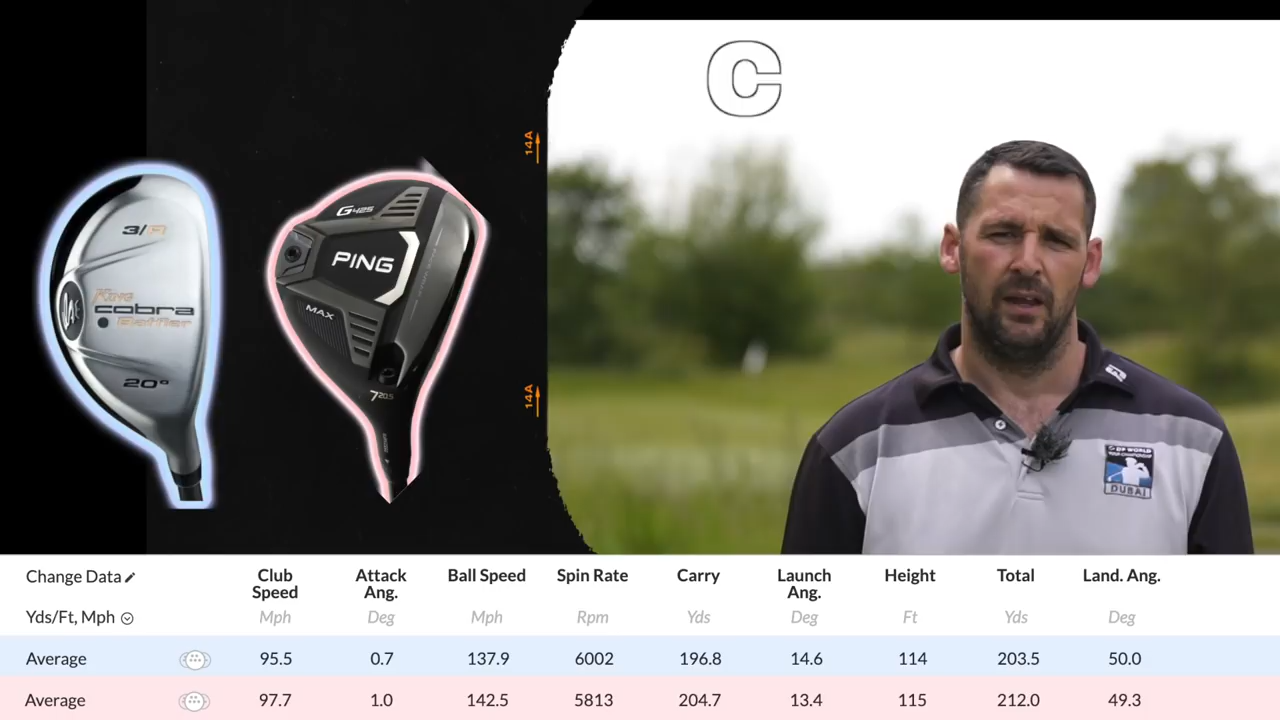 C
14A
14A
3/R
King
cobra
Baffler
20°
G425
PING
MAX
7 20.5
DP WORLD
TOUR CHAMPIONSHIP
DUBAI
Change Data Club Speed Attack Ang. Ball Speed Spin Rate Carry Launch Ang. Height Total Land. Ang.
Yds/Ft, Mph Mph Deg Mph Rpm Yds Deg Ft Yds Deg
Average 95.5 0.7 137.9 6002 196.8 14.6 114 203.5 50.0
Average 97.7 1.0 142.5 5813 204.7 13.4 115 212.0 49.3